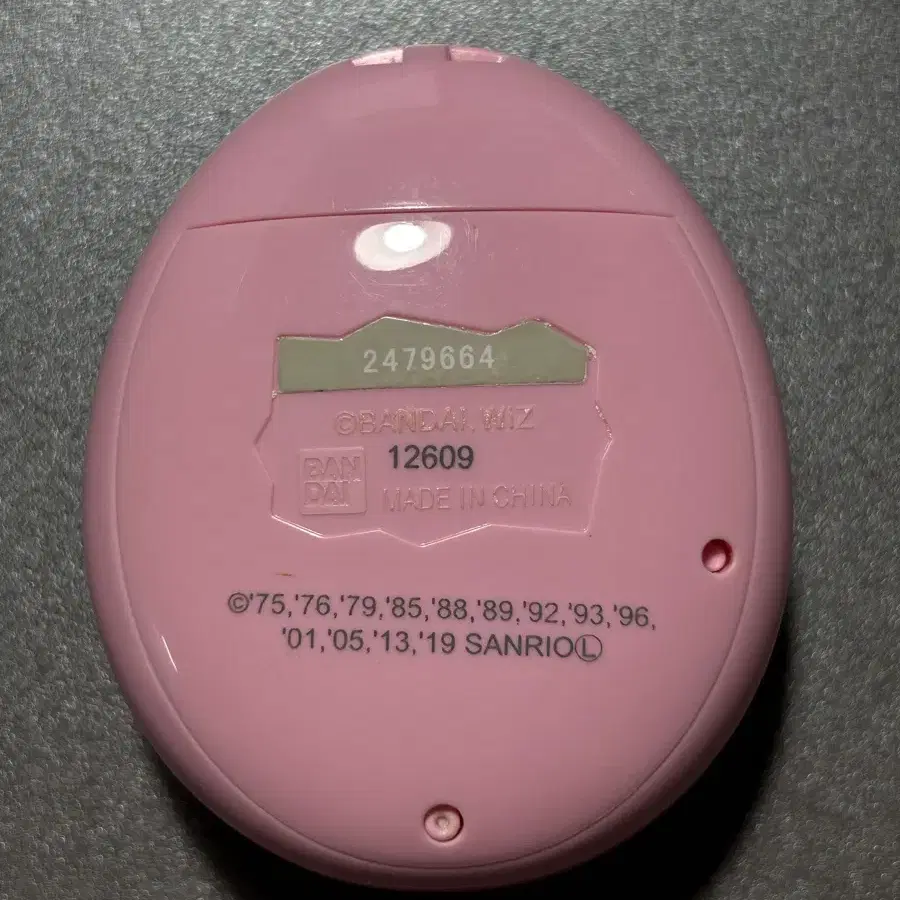 2479664
©BANDAI, WIZ
12609
BAN
DAI
MADE IN CHINA
©'75,'76,'79,'85,'88,'89,'92,'93,'96,
'01,'05,'13,'19 SANRIOⓁ